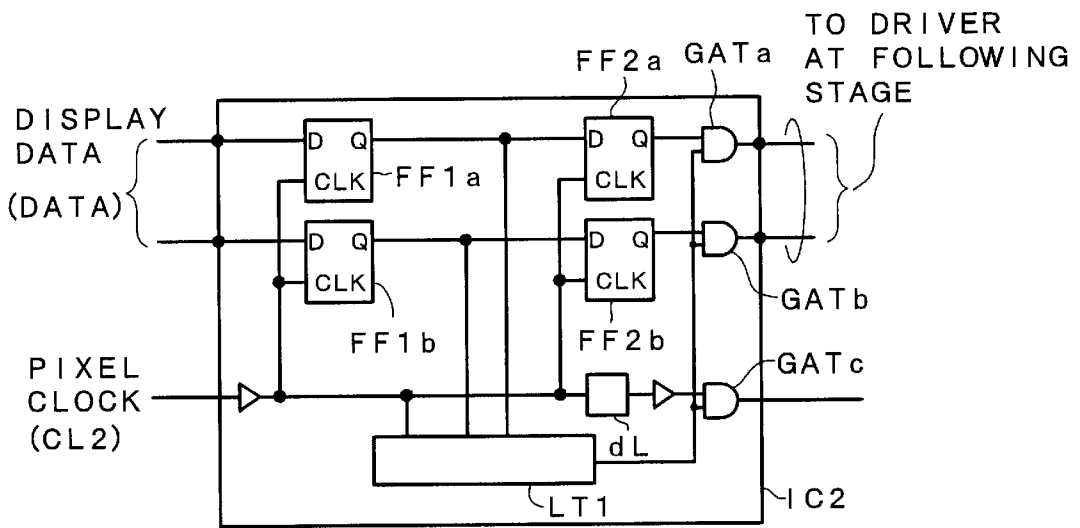 TO DRIVER
AT FOLLOWING
STAGE
GATa
FF2a
DISPLAY
DATA
(DATA)
D Q
CLK
FF1a
D Q
CLK
D Q
CLK
FF1b
D Q
CLK
FF2b
GATb
PIXEL
CLOCK
(CL2)
GATc
dL
LT1
IC2